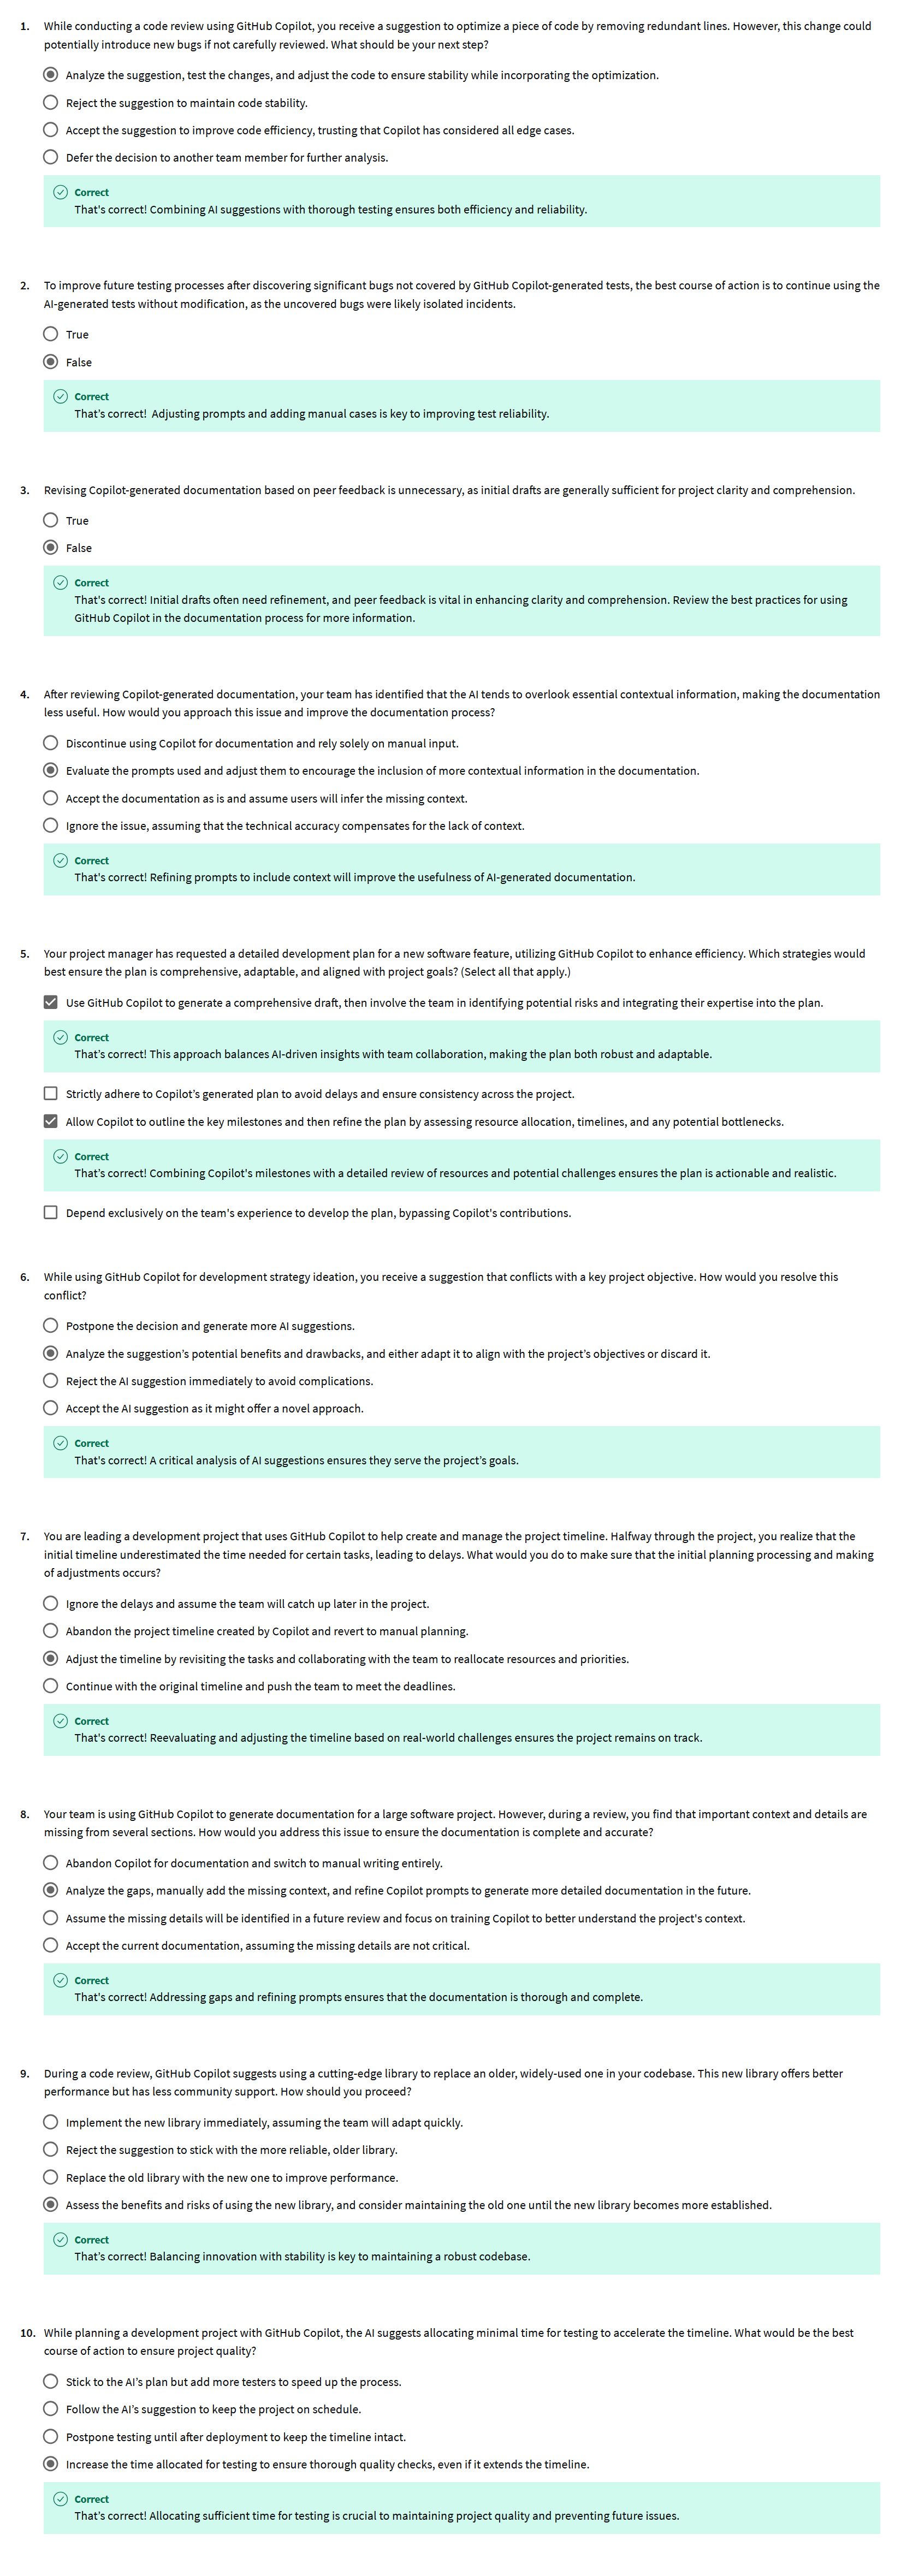 1. While conducting a code review using GitHub Copilot, you receive a suggestion to optimize a piece of code by removing redundant lines. However, this change could
potentially introduce new bugs if not carefully reviewed. What should be your next step?
Analyze the suggestion, test the changes, and adjust the code to ensure stability while incorporating the optimization.
Reject the suggestion to maintain code stability.
Accept the suggestion to improve code efficiency, trusting that Copilot has considered all edge cases.
Defer the decision to another team member for further analysis.
Correct
That's correct! Combining AI suggestions with thorough testing ensures both efficiency and reliability.
2. To improve future testing processes after discovering significant bugs not covered by GitHub Copilot-generated tests, the best course of action is to continue using the
AI-generated tests without modification, as the uncovered bugs were likely isolated incidents.
True
False
Correct
That’s correct! Adjusting prompts and adding manual cases is key to improving test reliability.
3. Revising Copilot-generated documentation based on peer feedback is unnecessary, as initial drafts are generally sufficient for project clarity and comprehension.
True
False
Correct
That's correct! Initial drafts often need refinement, and peer feedback is vital in enhancing clarity and comprehension. Review the best practices for using
GitHub Copilot in the documentation process for more information.
4. After reviewing Copilot-generated documentation, your team has identified that the AI tends to overlook essential contextual information, making the documentation
less useful. How would you approach this issue and improve the documentation process?
Discontinue using Copilot for documentation and rely solely on manual input.
Evaluate the prompts used and adjust them to encourage the inclusion of more contextual information in the documentation.
Accept the documentation as is and assume users will infer the missing context.
Ignore the issue, assuming that the technical accuracy compensates for the lack of context.
Correct
That's correct! Refining prompts to include context will improve the usefulness of AI-generated documentation.
5. Your project manager has requested a detailed development plan for a new software feature, utilizing GitHub Copilot to enhance efficiency. Which strategies would
best ensure the plan is comprehensive, adaptable, and aligned with project goals? (Select all that apply.)
Use GitHub Copilot to generate a comprehensive draft, then involve the team in identifying potential risks and integrating their expertise into the plan.
Correct
That’s correct! This approach balances AI-driven insights with team collaboration, making the plan both robust and adaptable.
Strictly adhere to Copilot’s generated plan to avoid delays and ensure consistency across the project.
Allow Copilot to outline the key milestones and then refine the plan by assessing resource allocation, timelines, and any potential bottlenecks.
Correct
That’s correct! Combining Copilot's milestones with a detailed review of resources and potential challenges ensures the plan is actionable and realistic.
Depend exclusively on the team's experience to develop the plan, bypassing Copilot's contributions.
6. While using GitHub Copilot for development strategy ideation, you receive a suggestion that conflicts with a key project objective. How would you resolve this
conflict?
Postpone the decision and generate more AI suggestions.
Analyze the suggestion’s potential benefits and drawbacks, and either adapt it to align with the project’s objectives or discard it.
Reject the AI suggestion immediately to avoid complications.
Accept the AI suggestion as it might offer a novel approach.
Correct
That's correct! A critical analysis of AI suggestions ensures they serve the project’s goals.
7. You are leading a development project that uses GitHub Copilot to help create and manage the project timeline. Halfway through the project, you realize that the
initial timeline underestimated the time needed for certain tasks, leading to delays. What would you do to make sure that the initial planning processing and making
of adjustments occurs?
Ignore the delays and assume the team will catch up later in the project.
Abandon the project timeline created by Copilot and revert to manual planning.
Adjust the timeline by revisiting the tasks and collaborating with the team to reallocate resources and priorities.
Continue with the original timeline and push the team to meet the deadlines.
Correct
That's correct! Reevaluating and adjusting the timeline based on real-world challenges ensures the project remains on track.
8. Your team is using GitHub Copilot to generate documentation for a large software project. However, during a review, you find that important context and details are
missing from several sections. How would you address this issue to ensure the documentation is complete and accurate?
Abandon Copilot for documentation and switch to manual writing entirely.
Analyze the gaps, manually add the missing context, and refine Copilot prompts to generate more detailed documentation in the future.
Assume the missing details will be identified in a future review and focus on training Copilot to better understand the project's context.
Accept the current documentation, assuming the missing details are not critical.
Correct
That's correct! Addressing gaps and refining prompts ensures that the documentation is thorough and complete.
9. During a code review, GitHub Copilot suggests using a cutting-edge library to replace an older, widely-used one in your codebase. This new library offers better
performance but has less community support. How should you proceed?
Implement the new library immediately, assuming the team will adapt quickly.
Reject the suggestion to stick with the more reliable, older library.
Replace the old library with the new one to improve performance.
Assess the benefits and risks of using the new library, and consider maintaining the old one until the new library becomes more established.
Correct
That’s correct! Balancing innovation with stability is key to maintaining a robust codebase.
10. While planning a development project with GitHub Copilot, the AI suggests allocating minimal time for testing to accelerate the timeline. What would be the best
course of action to ensure project quality?
Stick to the AI’s plan but add more testers to speed up the process.
Follow the AI’s suggestion to keep the project on schedule.
Postpone testing until after deployment to keep the timeline intact.
Increase the time allocated for testing to ensure thorough quality checks, even if it extends the timeline.
Correct
That’s correct! Allocating sufficient time for testing is crucial to maintaining project quality and preventing future issues.